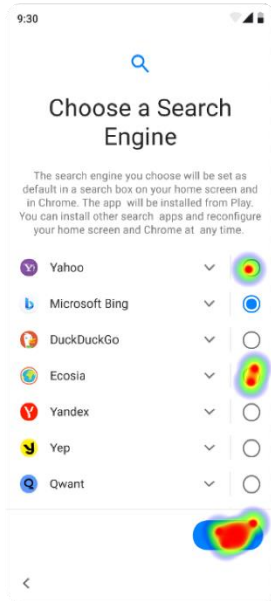 9:30
Choose a Search
Engine
The search engine you choose will be set as
default in a search box on your home screen and
in Chrome. The app will be installed from Play.
You can install other search apps and reconfigure
your home screen and Chrome at any time.
Yahoo
Microsoft Bing
DuckDuckGo
Ecosia
Yandex
Yep
Qwant